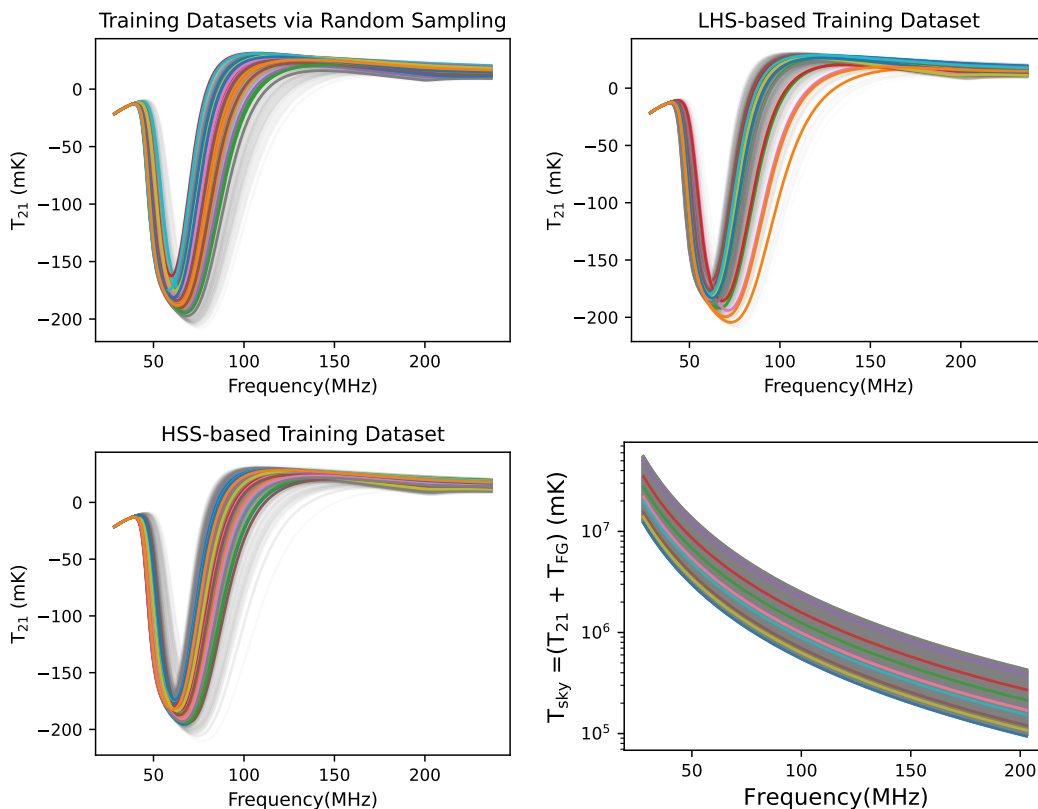 Training Datasets via Random Sampling
0
−50
−100
−150
−200
T21 (mK)
50 100 150 200
Frequency(MHz)
LHS-based Training Dataset
0
−50
−100
−150
−200
T21 (mK)
50 100 150 200
Frequency(MHz)
HSS-based Training Dataset
0
−50
−100
−150
−200
T21 (mK)
50 100 150 200
Frequency(MHz)
10^7
10^6
10^5
Tsky =(T21 + TFG) (mK)
50 100 150 200
Frequency(MHz)